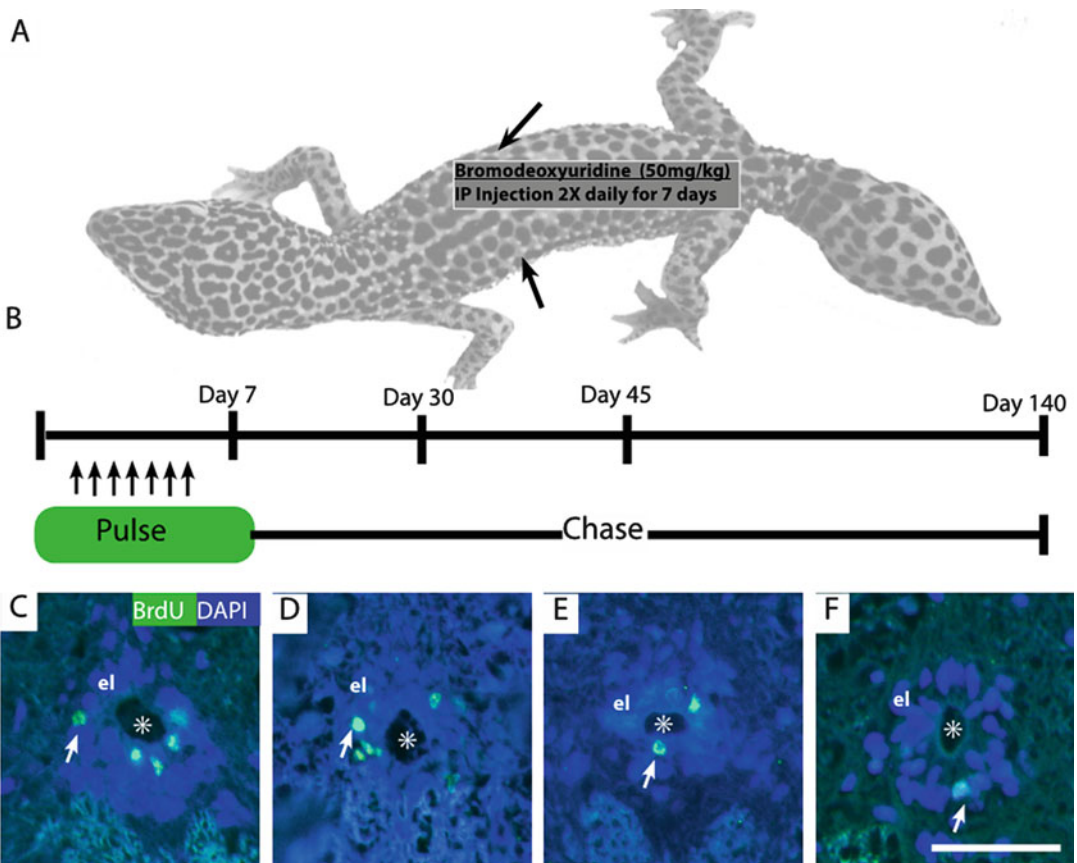 A
Bromodeoxyuridine (50mg/kg)
IP Injection 2X daily for 7 days
B
Day 7
Day 30
Day 45
Day 140
Pulse
Chase
C
BrdU DAPI
el
*
D
el
*
E
el
*
F
el
*